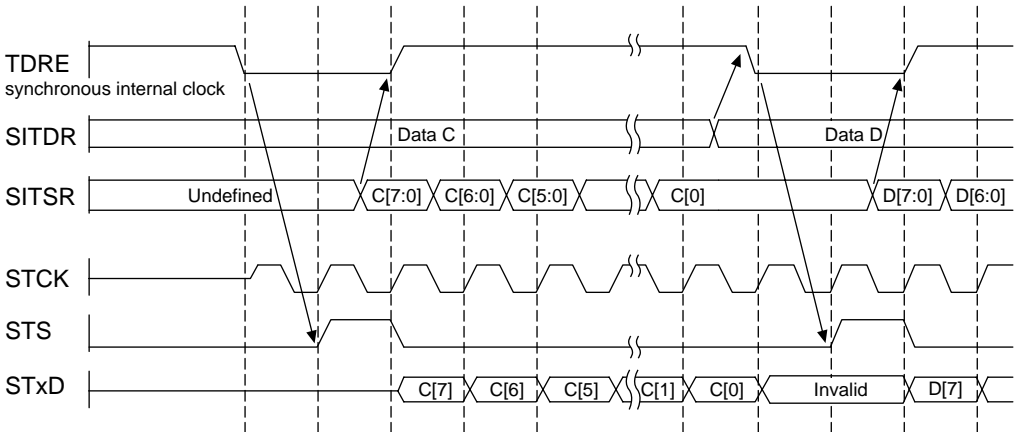 TDRE
synchronous internal clock
SITDR Data C Data D
SITSR Undefined C[7:0] C[6:0] C[5:0] C[0] D[7:0] D[6:0]
STCK
STS
STxD C[7] C[6] C[5] C[1] C[0] Invalid D[7]